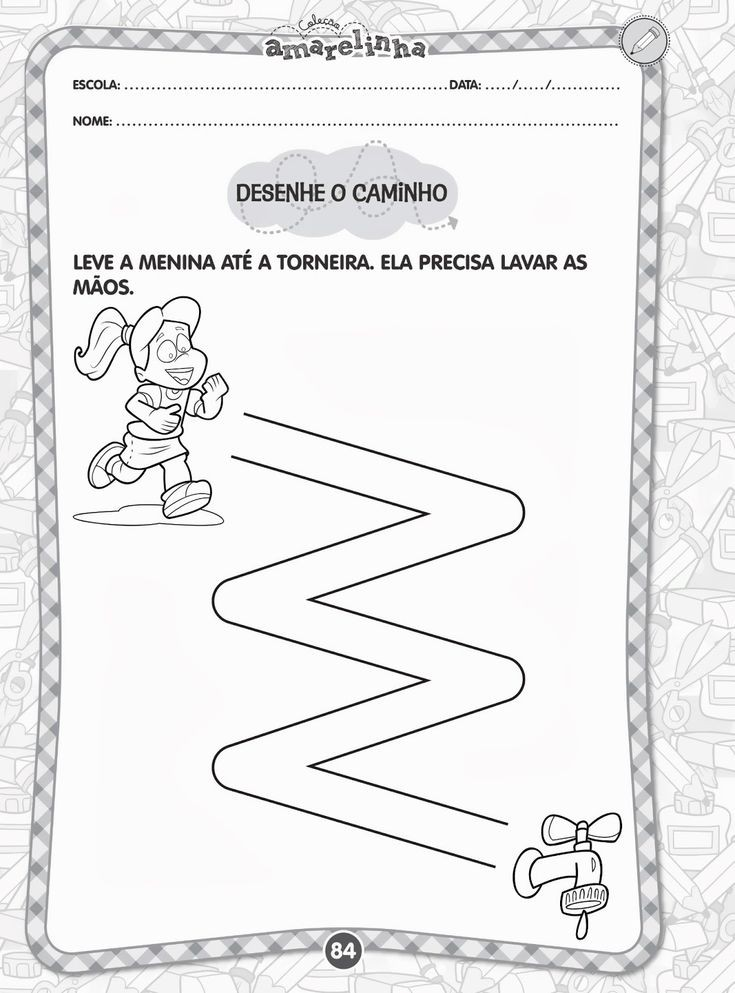 Coleção
amarelinha
ESCOLA: ............................................................. DATA: ...../...../.............
NOME: ...............................................................................................
DESENHE O CAMiNHO
LEVE A MENINA ATÉ A TORNEIRA. ELA PRECISA LAVAR AS
MÃOS.
84